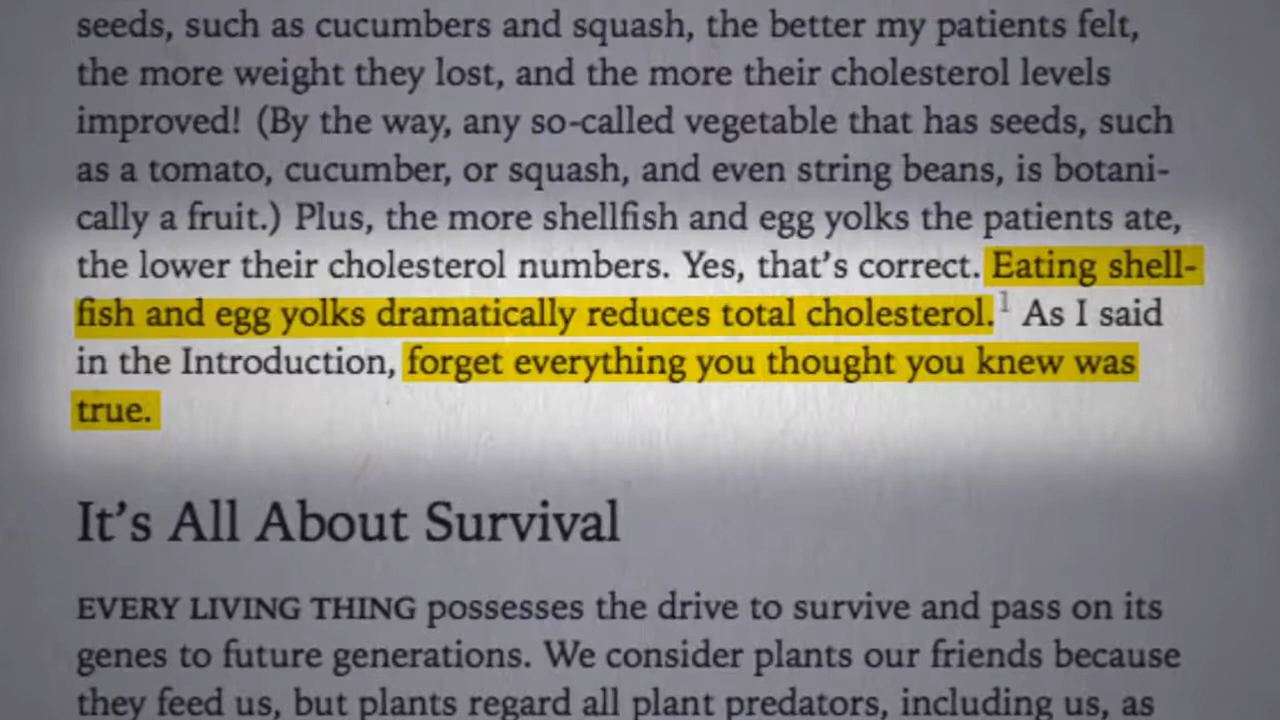 seeds, such as cucumbers and squash, the better my patients felt,
the more weight they lost, and the more their cholesterol levels
improved! (By the way, any so-called vegetable that has seeds, such
as a tomato, cucumber, or squash, and even string beans, is botani-
cally a fruit.) Plus, the more shellfish and egg yolks the patients ate,
the lower their cholesterol numbers. Yes, that's correct. Eating shell-
fish and egg yolks dramatically reduces total cholesterol.1 As I said
in the Introduction, forget everything you thought you knew was
true.
It's All About Survival
EVERY LIVING THING possesses the drive to survive and pass on its
genes to future generations. We consider plants our friends because
they feed us, but plants regard all plant predators, including us, as